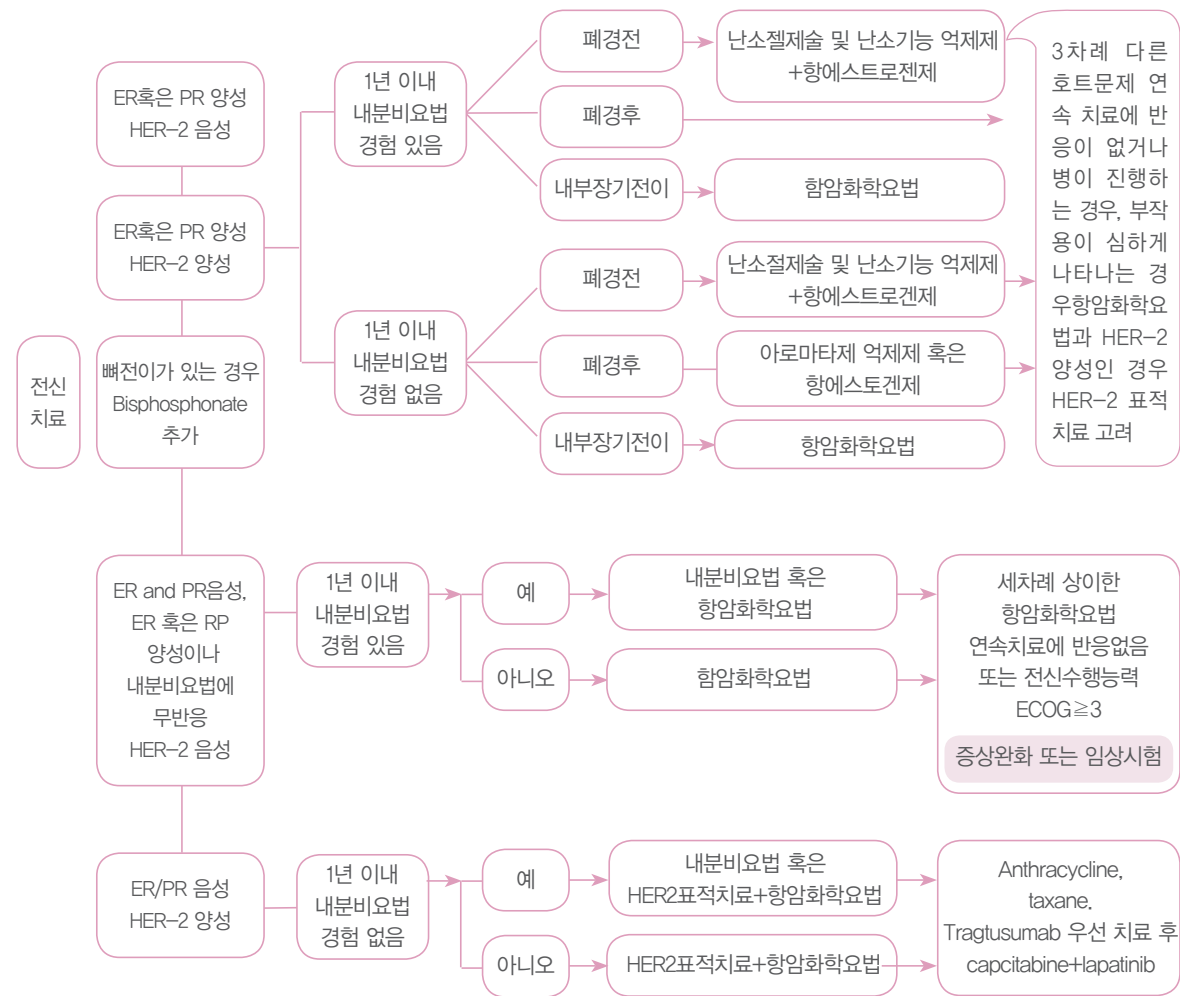 전신
치료
ER혹은 PR 양성
HER-2 음성
ER혹은 PR 양성
HER-2 양성
뼈전이가 있는 경우
Bisphosphonate
추가
1년 이내
내분비요법
경험 있음
폐경전
난소젤제술 및 난소기능 억제제
+항에스트로젠제
폐경후
내부장기전이
함암화학요법
1년 이내
내분비요법
경험 없음
폐경전
난소절제술 및 난소기능 억제제
+항에스트로겐제
폐경후
아로마타제 억제제 혹은
항에스토겐제
내부장기전이
항암화학요법
3차례 다른
호트문제 연
속 치료에 반
응이 없거나
병이 진행하
는 경우, 부작
용이 심하게
나타나는 경
우항암화학요
법과 HER-2
양성인 경우
HER-2 표적
치료 고려
ER and PR음성,
ER 혹은 RP
양성이나
내분비요법에
무반응
HER-2 음성
1년 이내
내분비요법
경험 있음
예
내분비요법 혹은
항암화학요법
아니오
함암화학요법
세차례 상이한
항암화학요법
연속치료에 반응없음
또는 전신수행능력
ECOG≧3
증상완화 또는 임상시험
ER/PR 음성
HER-2 양성
1년 이내
내분비요법
경험 없음
예
내분비요법 혹은
HER2표적치료+항암화학요법
아니오
HER2표적치료+항암화학요법
Anthracycline,
taxane.
Tragtusumab 우선 치료 후
capcitabine+lapatinib